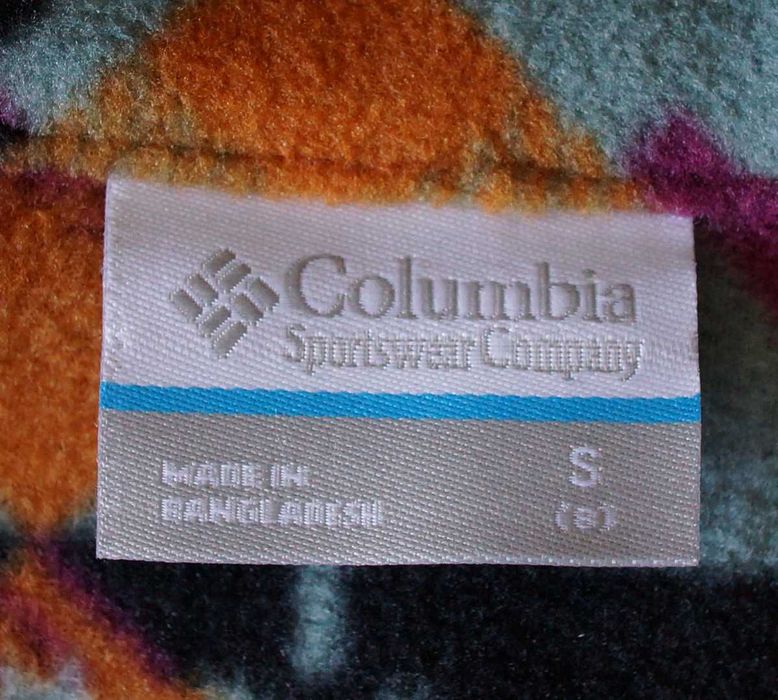 Columbia
Sportswear Company
MADE IN
BANGLADESH
S
(8)